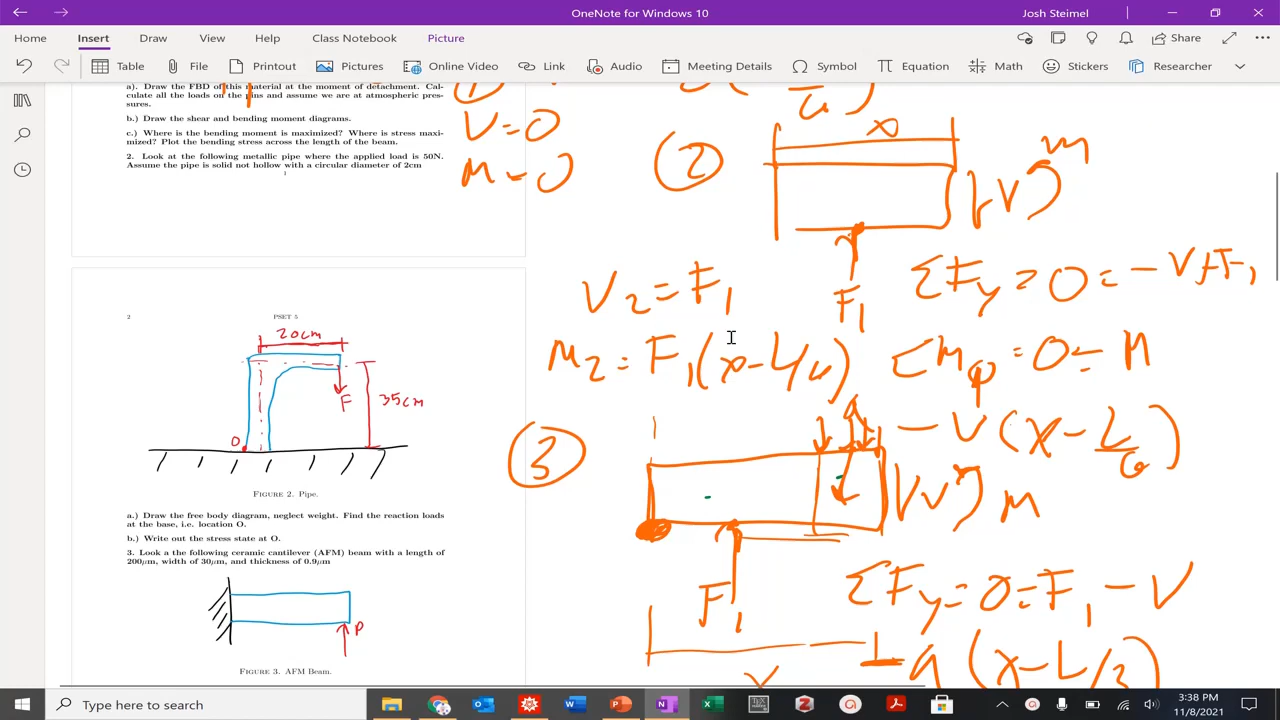 OneNote for Windows 10
Josh Steimel
Home
Insert
Draw
View
Help
Class Notebook
Picture
Share
Table
File
Printout
Pictures
Online Video
Link
Audio
Meeting Details
Symbol
Equation
Math
Stickers
Researcher
a). Draw the FBD of this material at the moment of detachment. Cal-
culate all the loads on the pins and assume we are at atmospheric pres-
sures.
b.) Draw the shear and bending moment diagrams.
c.) Where is the bending moment is maximized? Where is stress maxi-
mized? Plot the bending stress across the length of the beam.
2. Look at the following metallic pipe where the applied load is 50N.
Assume the pipe is solid not hollow with a circular diameter of 2cm
1
2
PSET 5
20cm
F
35cm
O
FIGURE 2. Pipe.
a.) Draw the free body diagram, neglect weight. Find the reaction loads
at the base, i.e. location O.
b.) Write out the stress state at O.
3. Look a the following ceramic cantilever (AFM) beam with a length of
200μm, width of 30μm, and thickness of 0.9μm
P
FIGURE 3. AFM Beam.
V=0
M=0
2
x
V
M
F1
V2=F1
ΣFy=0=-V+F1
M2=F1(x-L/4)
ΣMp=0=M
-V(x-L/6)
3
q
V
M
F1
ΣFy=0=F1-V
-q(x-L/3)
Type here to search
3:38 PM
11/8/2021